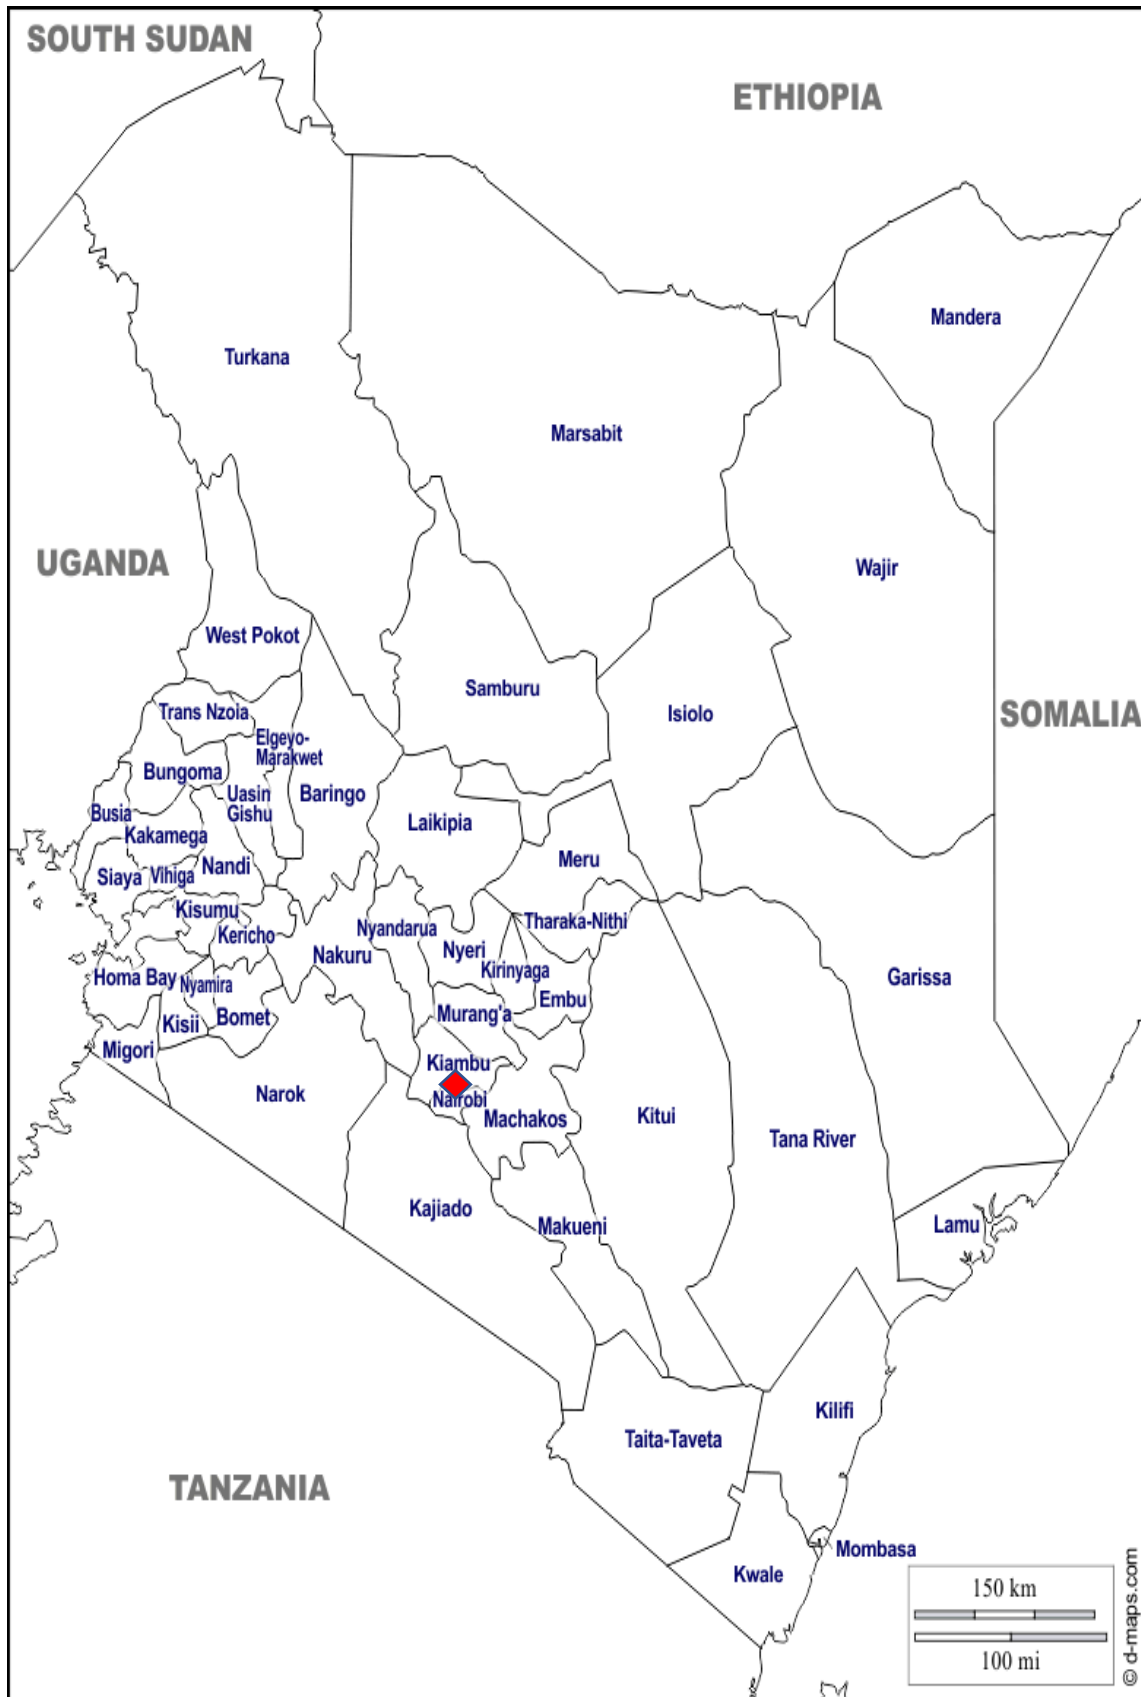 SOUTH SUDAN
ETHIOPIA
Mandera
Turkana
Marsabit
UGANDA
Wajir
West Pokot
Samburu
Isiolo
SOMALIA
Trans Nzoia
Elgeyo-
Marakwet
Bungoma
Baringo
Uasin
Gishu
Busia
Laikipia
Kakamega
Meru
Nandi
Siaya
Vihiga
Kisumu
Tharaka-Nithi
Nyandarua
Kericho
Nyeri
Nakuru
Kirinyaga
Homa Bay
Nyamira
Garissa
Embu
Murang'a
Bomet
Kisii
Migori
Kiambu
Narok
Nairobi
Machakos
Kitui
Tana River
Kajiado
Makueni
Lamu
Kilifi
Taita-Taveta
TANZANIA
Mombasa
Kwale
150 km
100 mi
© d-maps.com